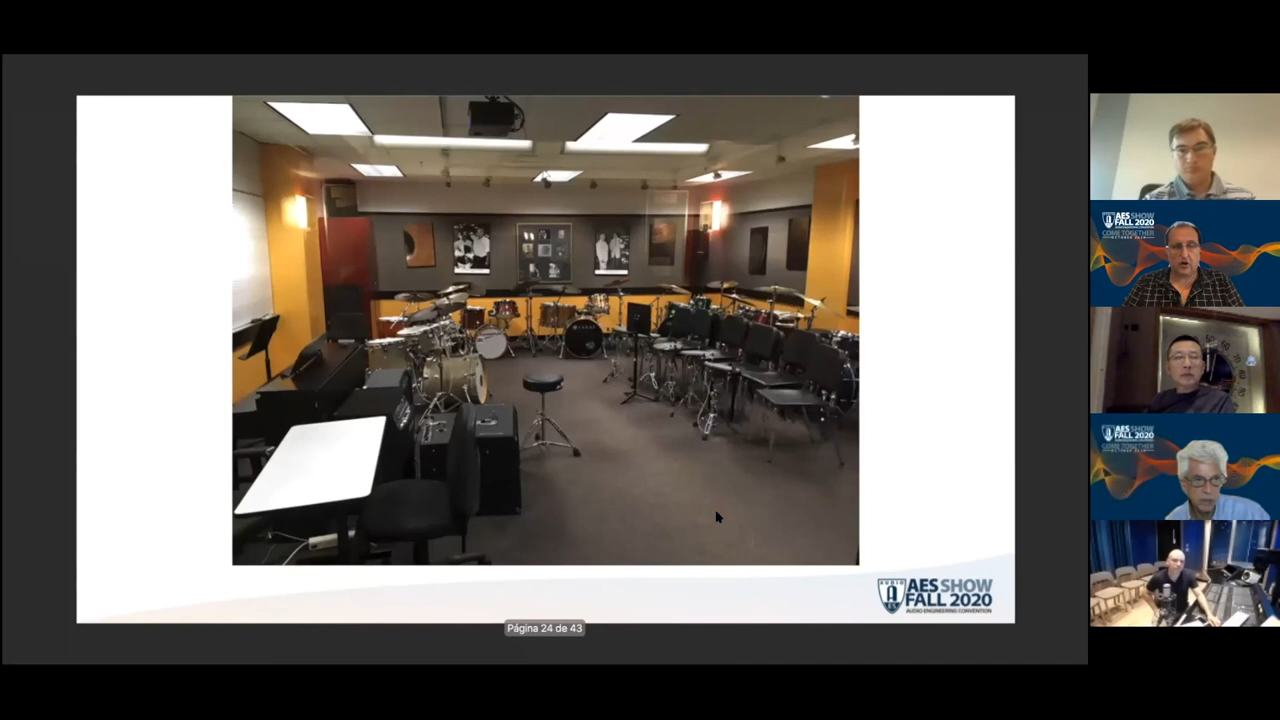 AES SHOW
FALL 2020
COME TOGETHER
AUDIO
AES SHOW
FALL 2020
AUDIO ENGINEERING CONVENTION
Página 24 de 43
AES SHOW
FALL 2020
COME TOGETHER